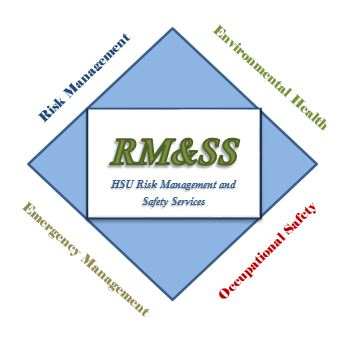 Risk Management
Environmental Health
RM&SS
HSU Risk Management and
Safety Services
Emergency Management
Occupational Safety